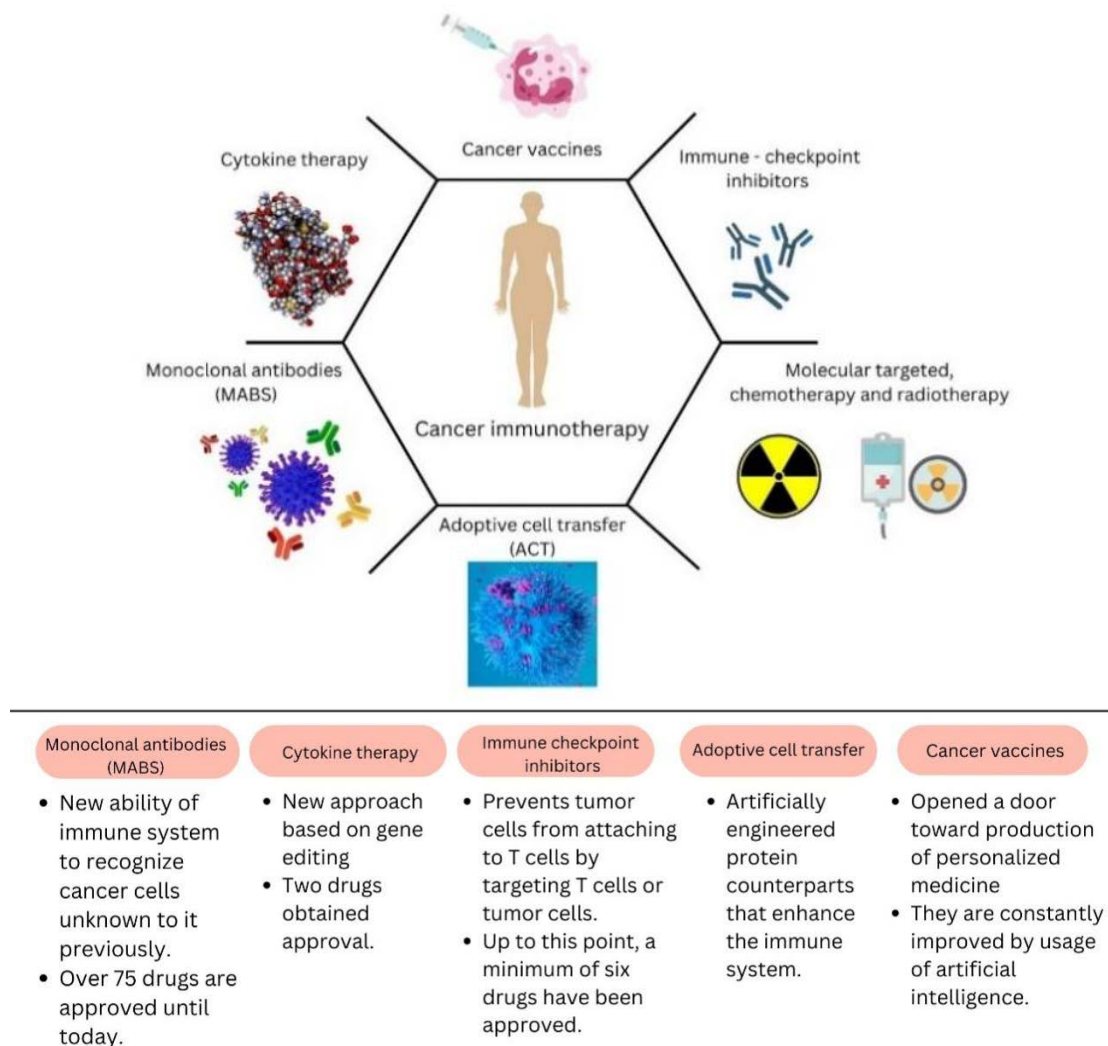 Cancer vaccines
Cytokine therapy
Immune - checkpoint
inhibitors
Monoclonal antibodies
(MABS)
Molecular targeted,
chemotherapy and radiotherapy
Cancer immunotherapy
Adoptive cell transfer
(ACT)
Monoclonal antibodies
(MABS)
• New ability of
immune system
to recognize
cancer cells
unknown to it
previously.
• Over 75 drugs are
approved until
today.
Cytokine therapy
• New approach
based on gene
editing
• Two drugs
obtained
approval.
Immune checkpoint
inhibitors
• Prevents tumor
cells from attaching
to T cells by
targeting T cells or
tumor cells.
• Up to this point, a
minimum of six
drugs have been
approved.
Adoptive cell transfer
• Artificially
engineered
protein
counterparts
that enhance
the immune
system.
Cancer vaccines
• Opened a door
toward production
of personalized
medicine
• They are constantly
improved by usage
of artificial
intelligence.